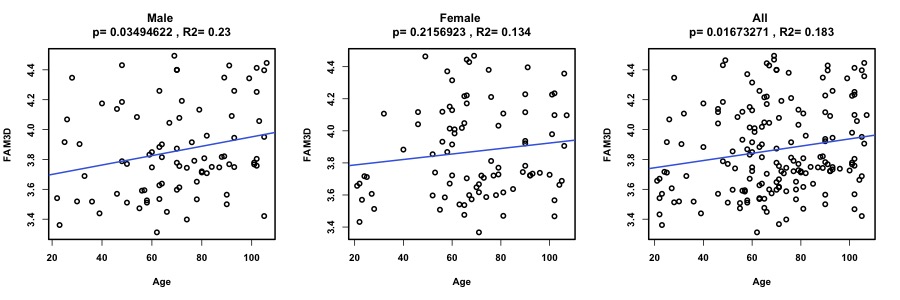 Male
p= 0.03494622 , R2= 0.23
FAM3D
4.4
4.2
4.0
3.8
3.6
3.4
20 40 60 80 100
Age
Female
p= 0.2156923 , R2= 0.134
FAM3D
4.4
4.2
4.0
3.8
3.6
3.4
20 40 60 80 100
Age
All
p= 0.01673271 , R2= 0.183
FAM3D
4.4
4.2
4.0
3.8
3.6
3.4
20 40 60 80 100
Age